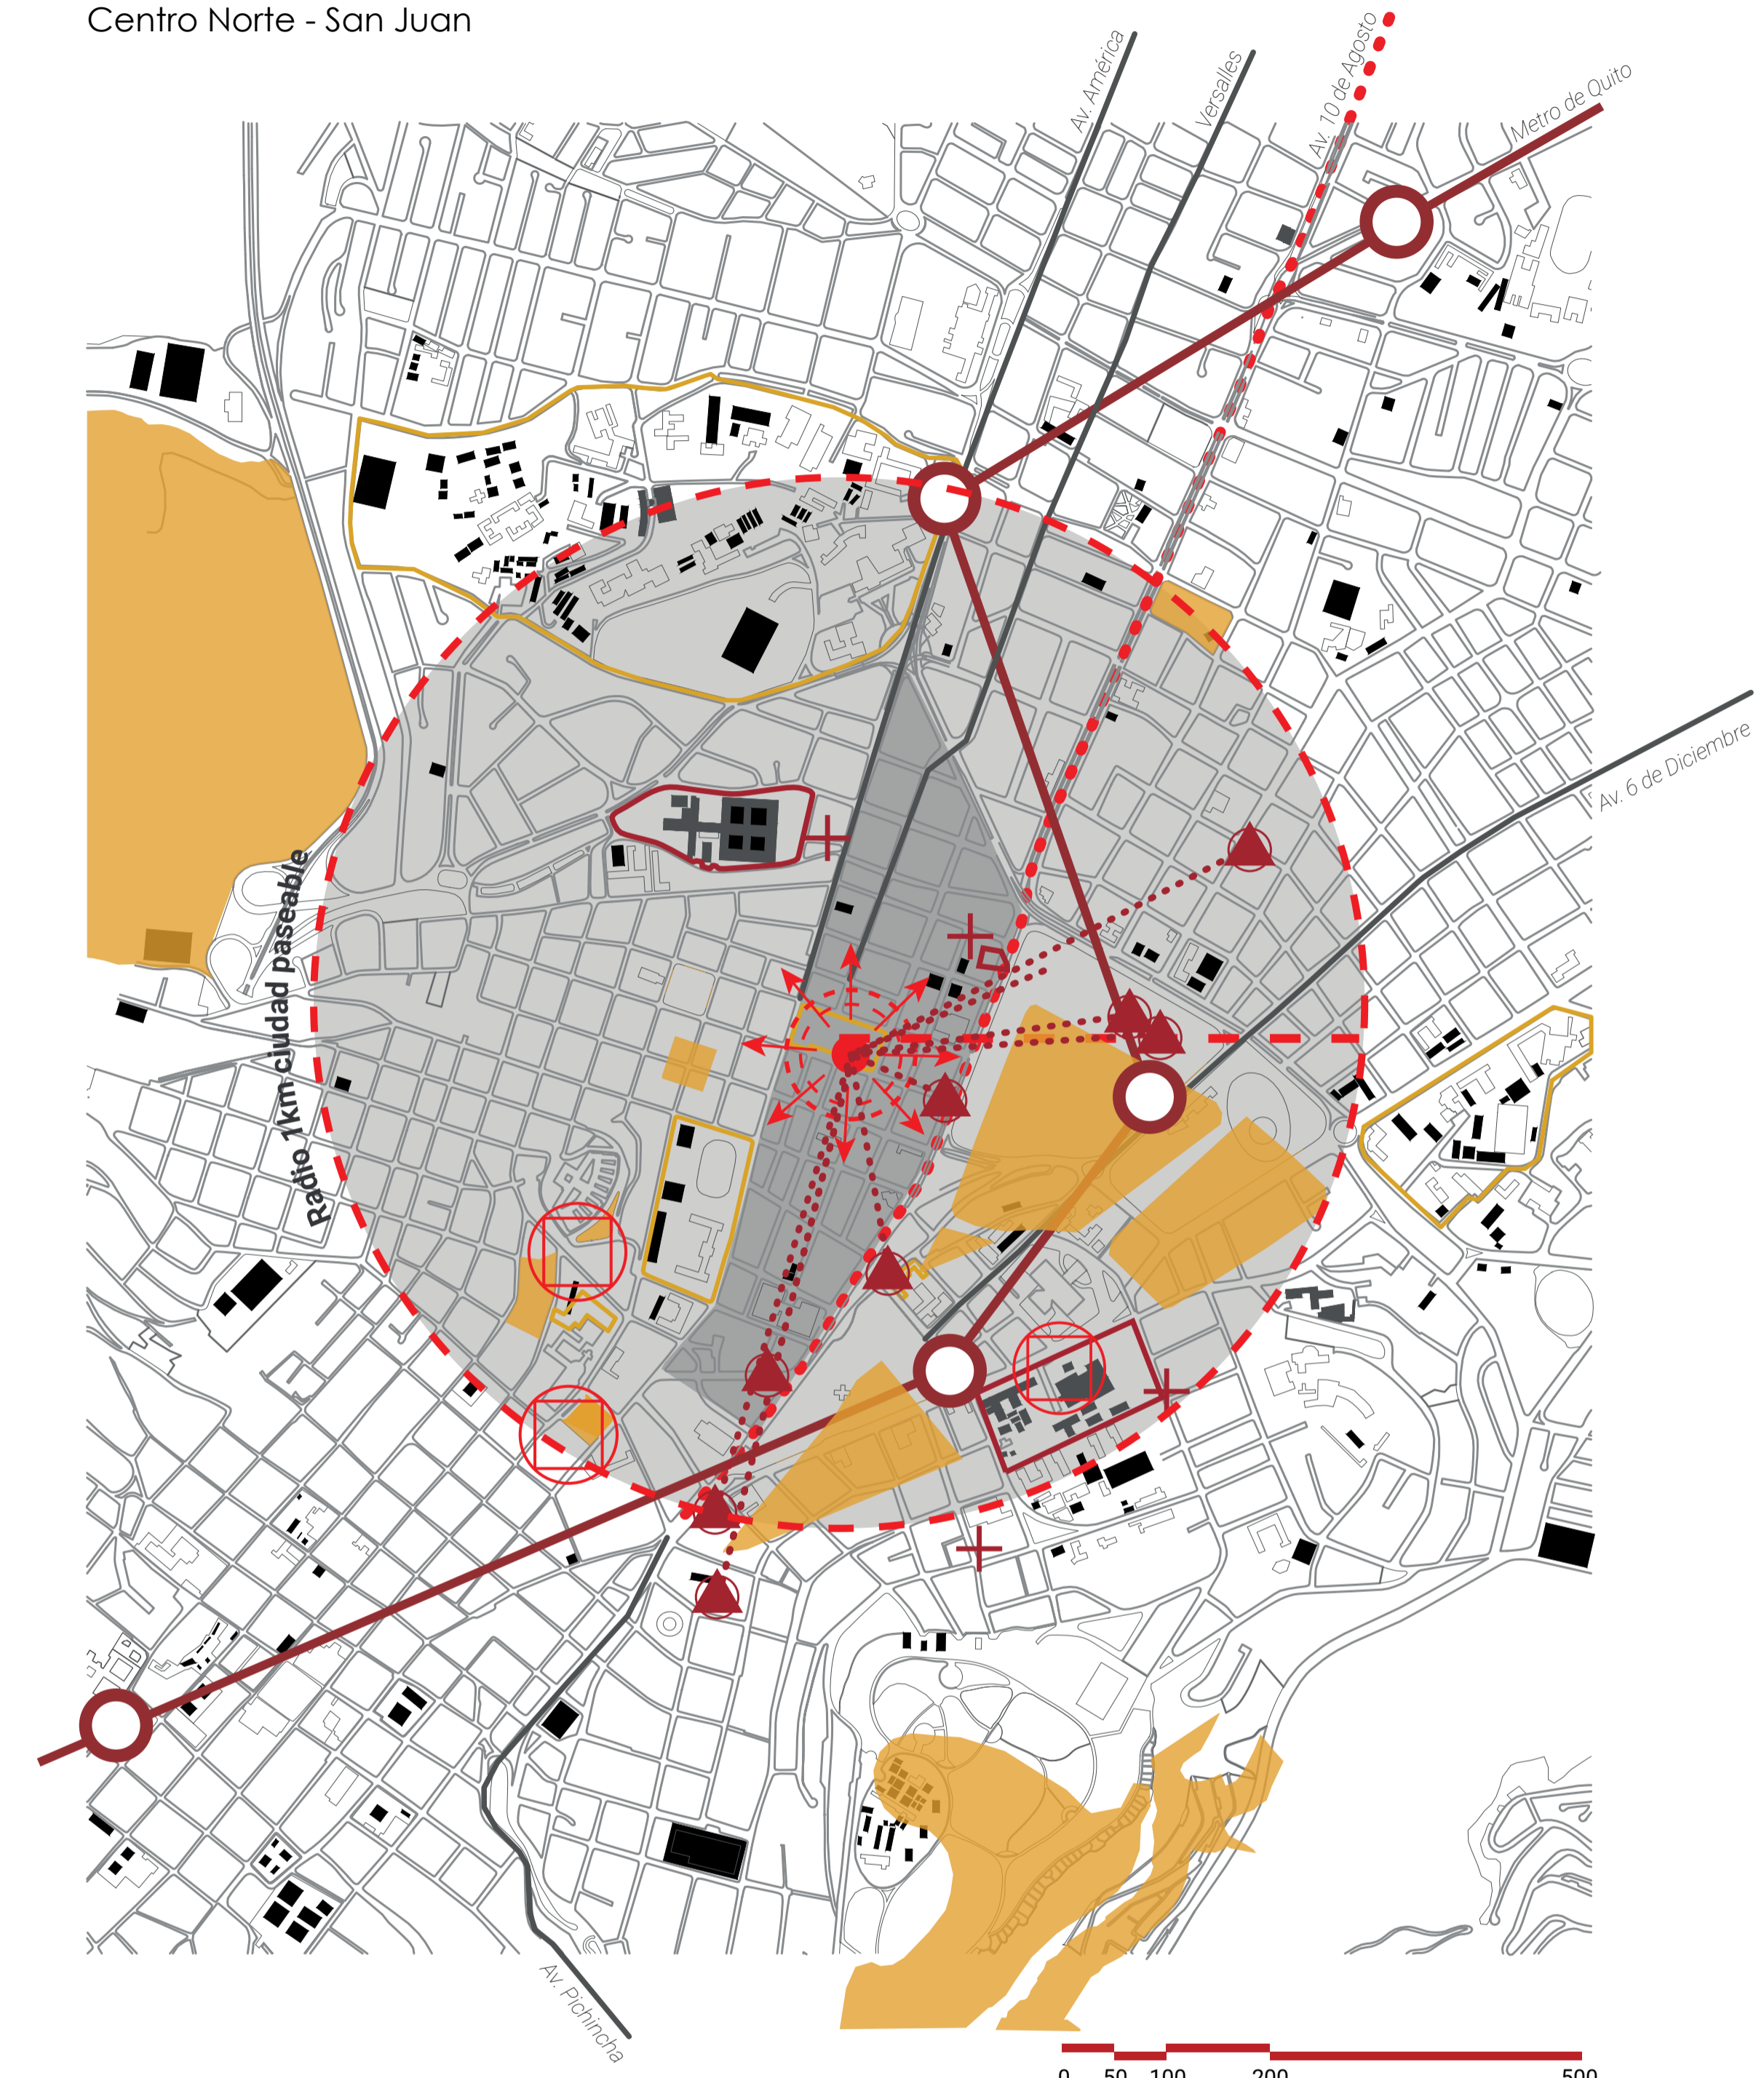 Centro Norte - San Juan
Av. América
Versalles
Av. 10 de Agosto
Metro de Quito
Av. 6 de Diciembre
Radio 1km ciudad paseable
Av. Pichincha
0 50 100 200 500